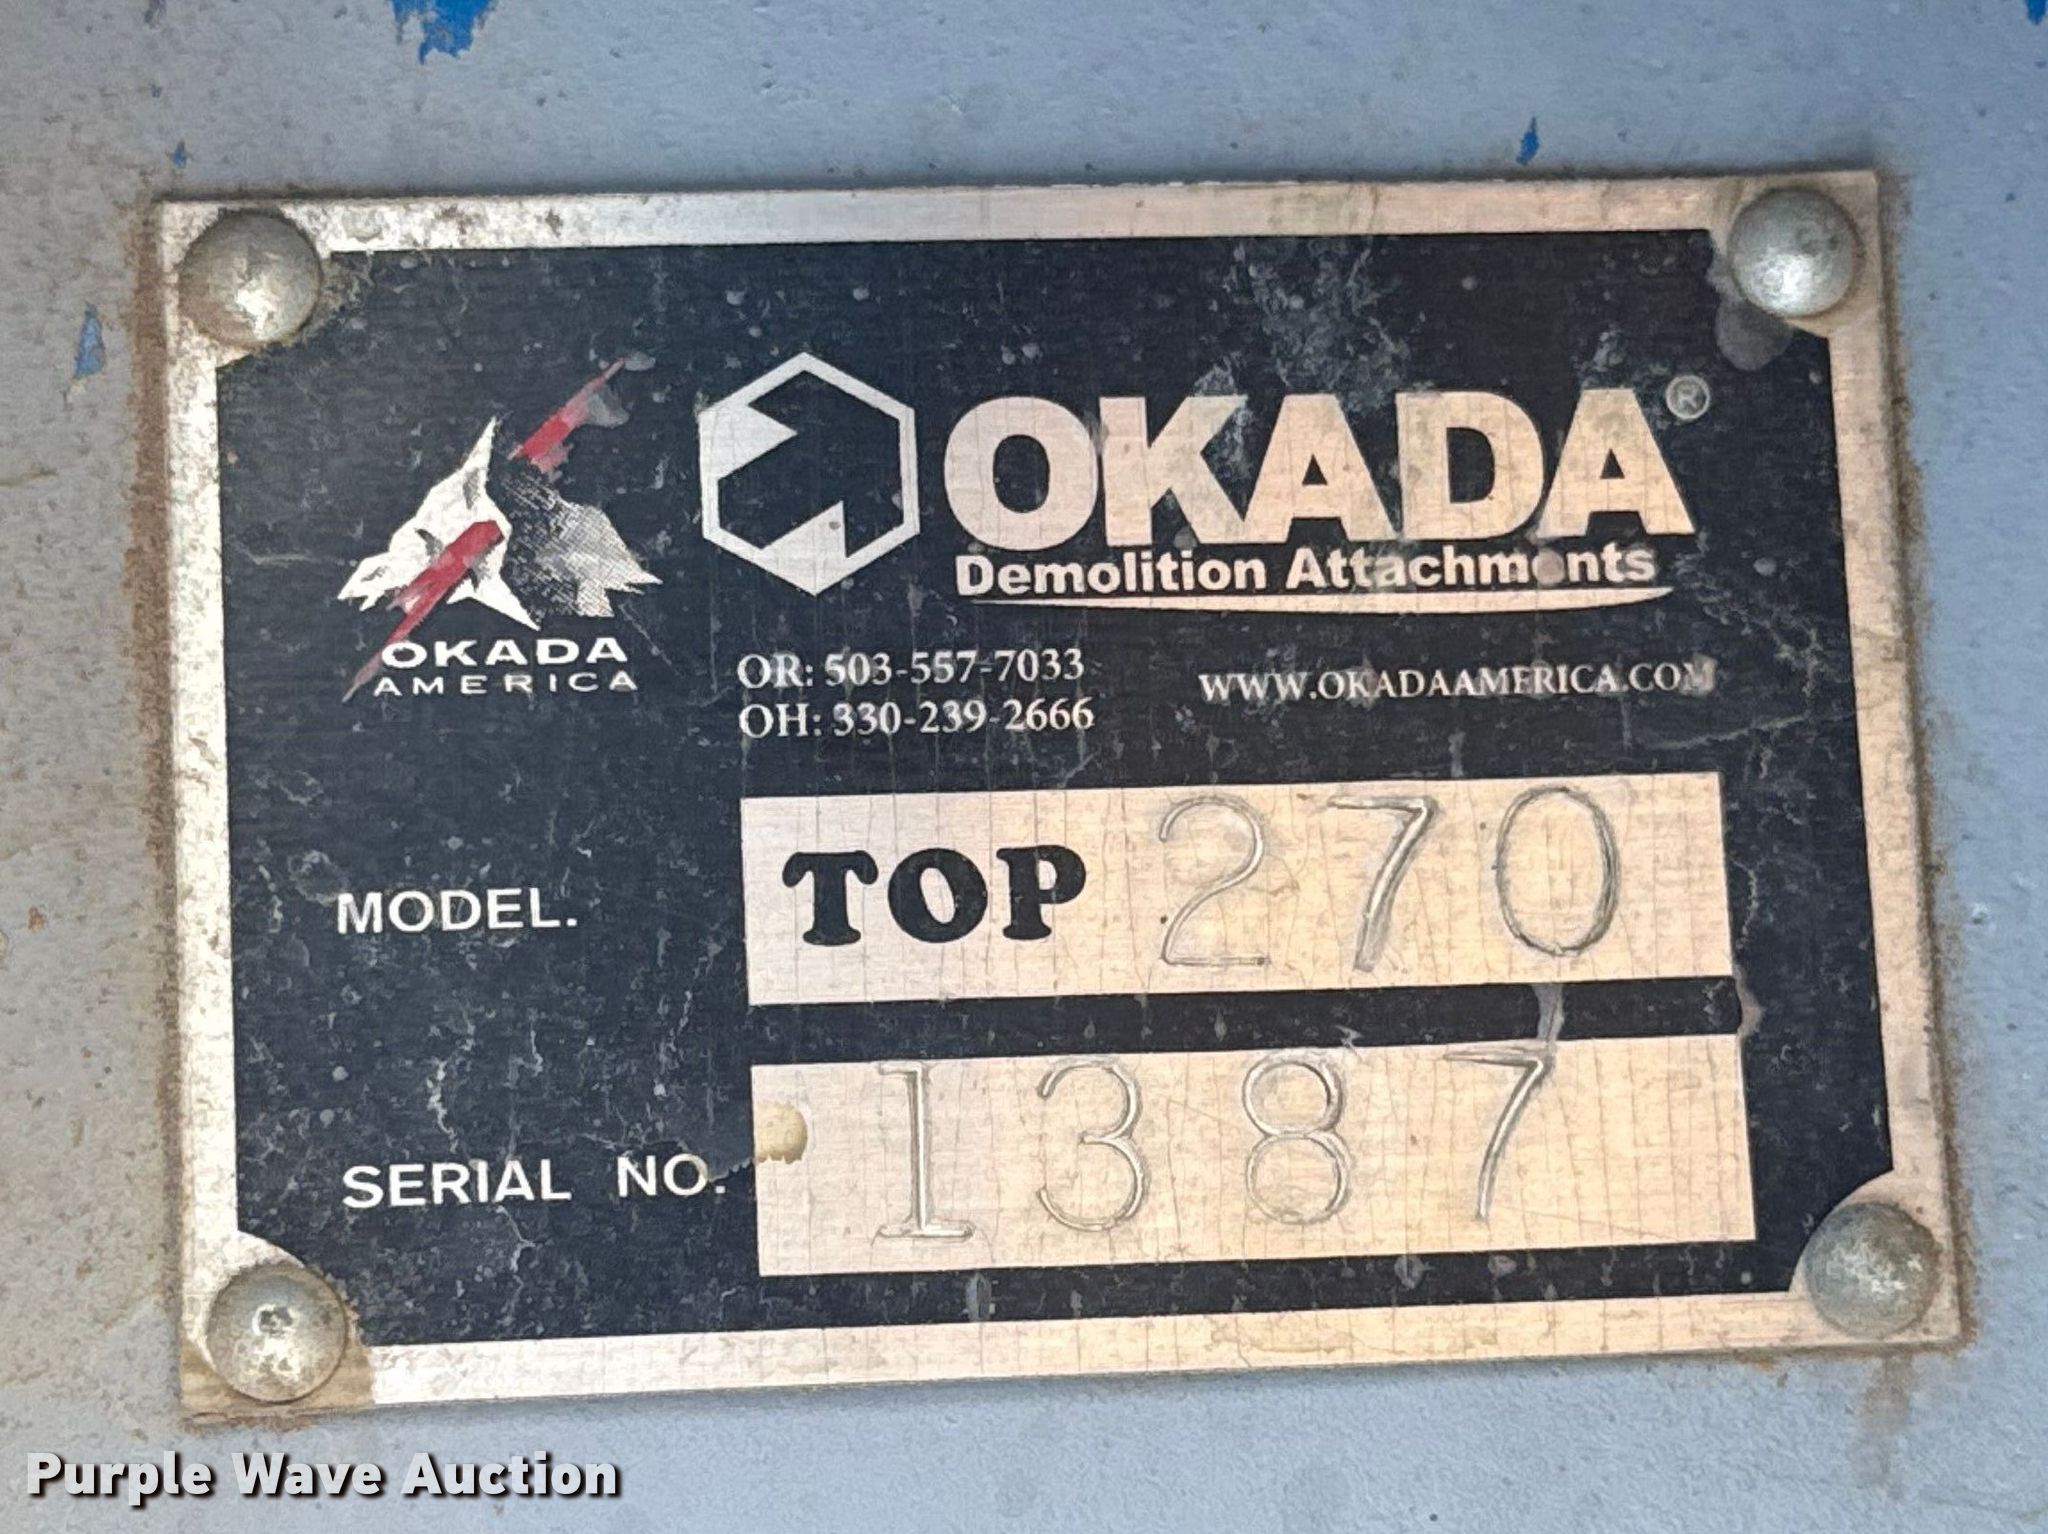 OKADA®
Demolition Attachments
OKADA
AMERICA
OR: 503-557-7033
OH: 330-239-2666
WWW.OKADAAMERICA.COM
MODEL. TOP 270
SERIAL NO. 1387
Purple Wave Auction